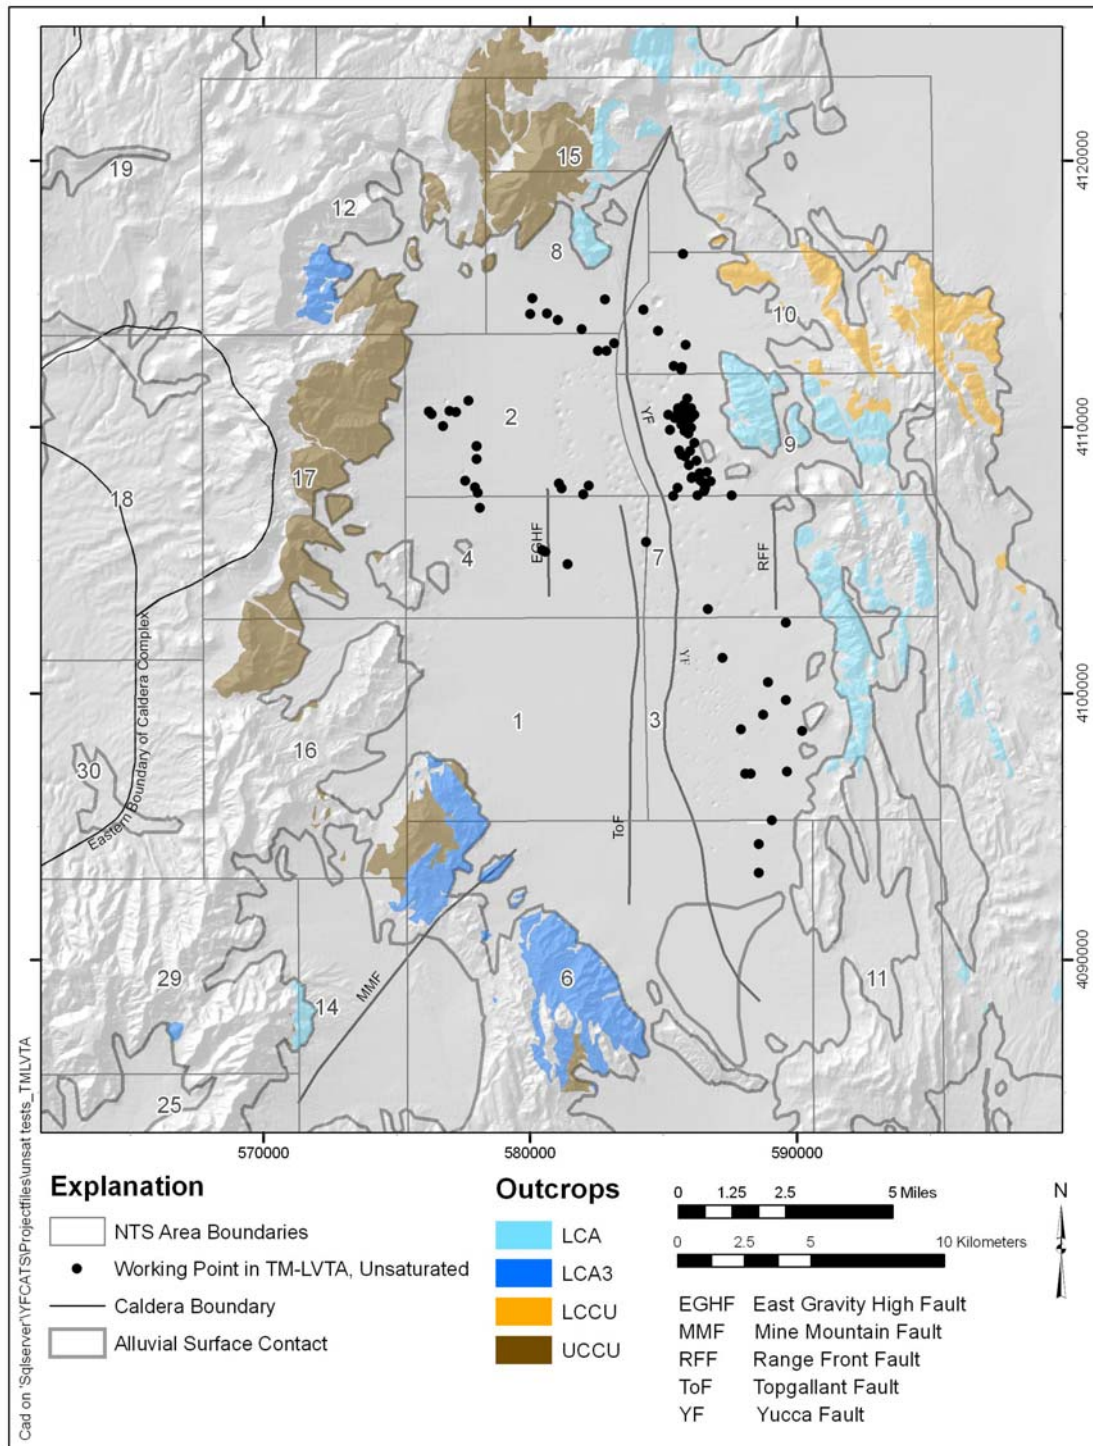 19
12
15
8
10
4120000
2
9
YF
4110000
17
18
4
EGHF
7
RFF
YF
1
3
4100000
16
30
Eastern Boundary of Caldera Complex
ToF
29
14
MMF
6
11
4090000
25
570000
580000
590000
Cad on 'Sqlserver'\YFCATS\Projectfiles\unsat tests_TMLVTA
Explanation
NTS Area Boundaries
Working Point in TM-LVTA, Unsaturated
Caldera Boundary
Alluvial Surface Contact
Outcrops
LCA
LCA3
LCCU
UCCU
0 1.25 2.5 5 Miles
0 2.5 5 10 Kilometers
N
EGHF East Gravity High Fault
MMF Mine Mountain Fault
RFF Range Front Fault
ToF Topgallant Fault
YF Yucca Fault